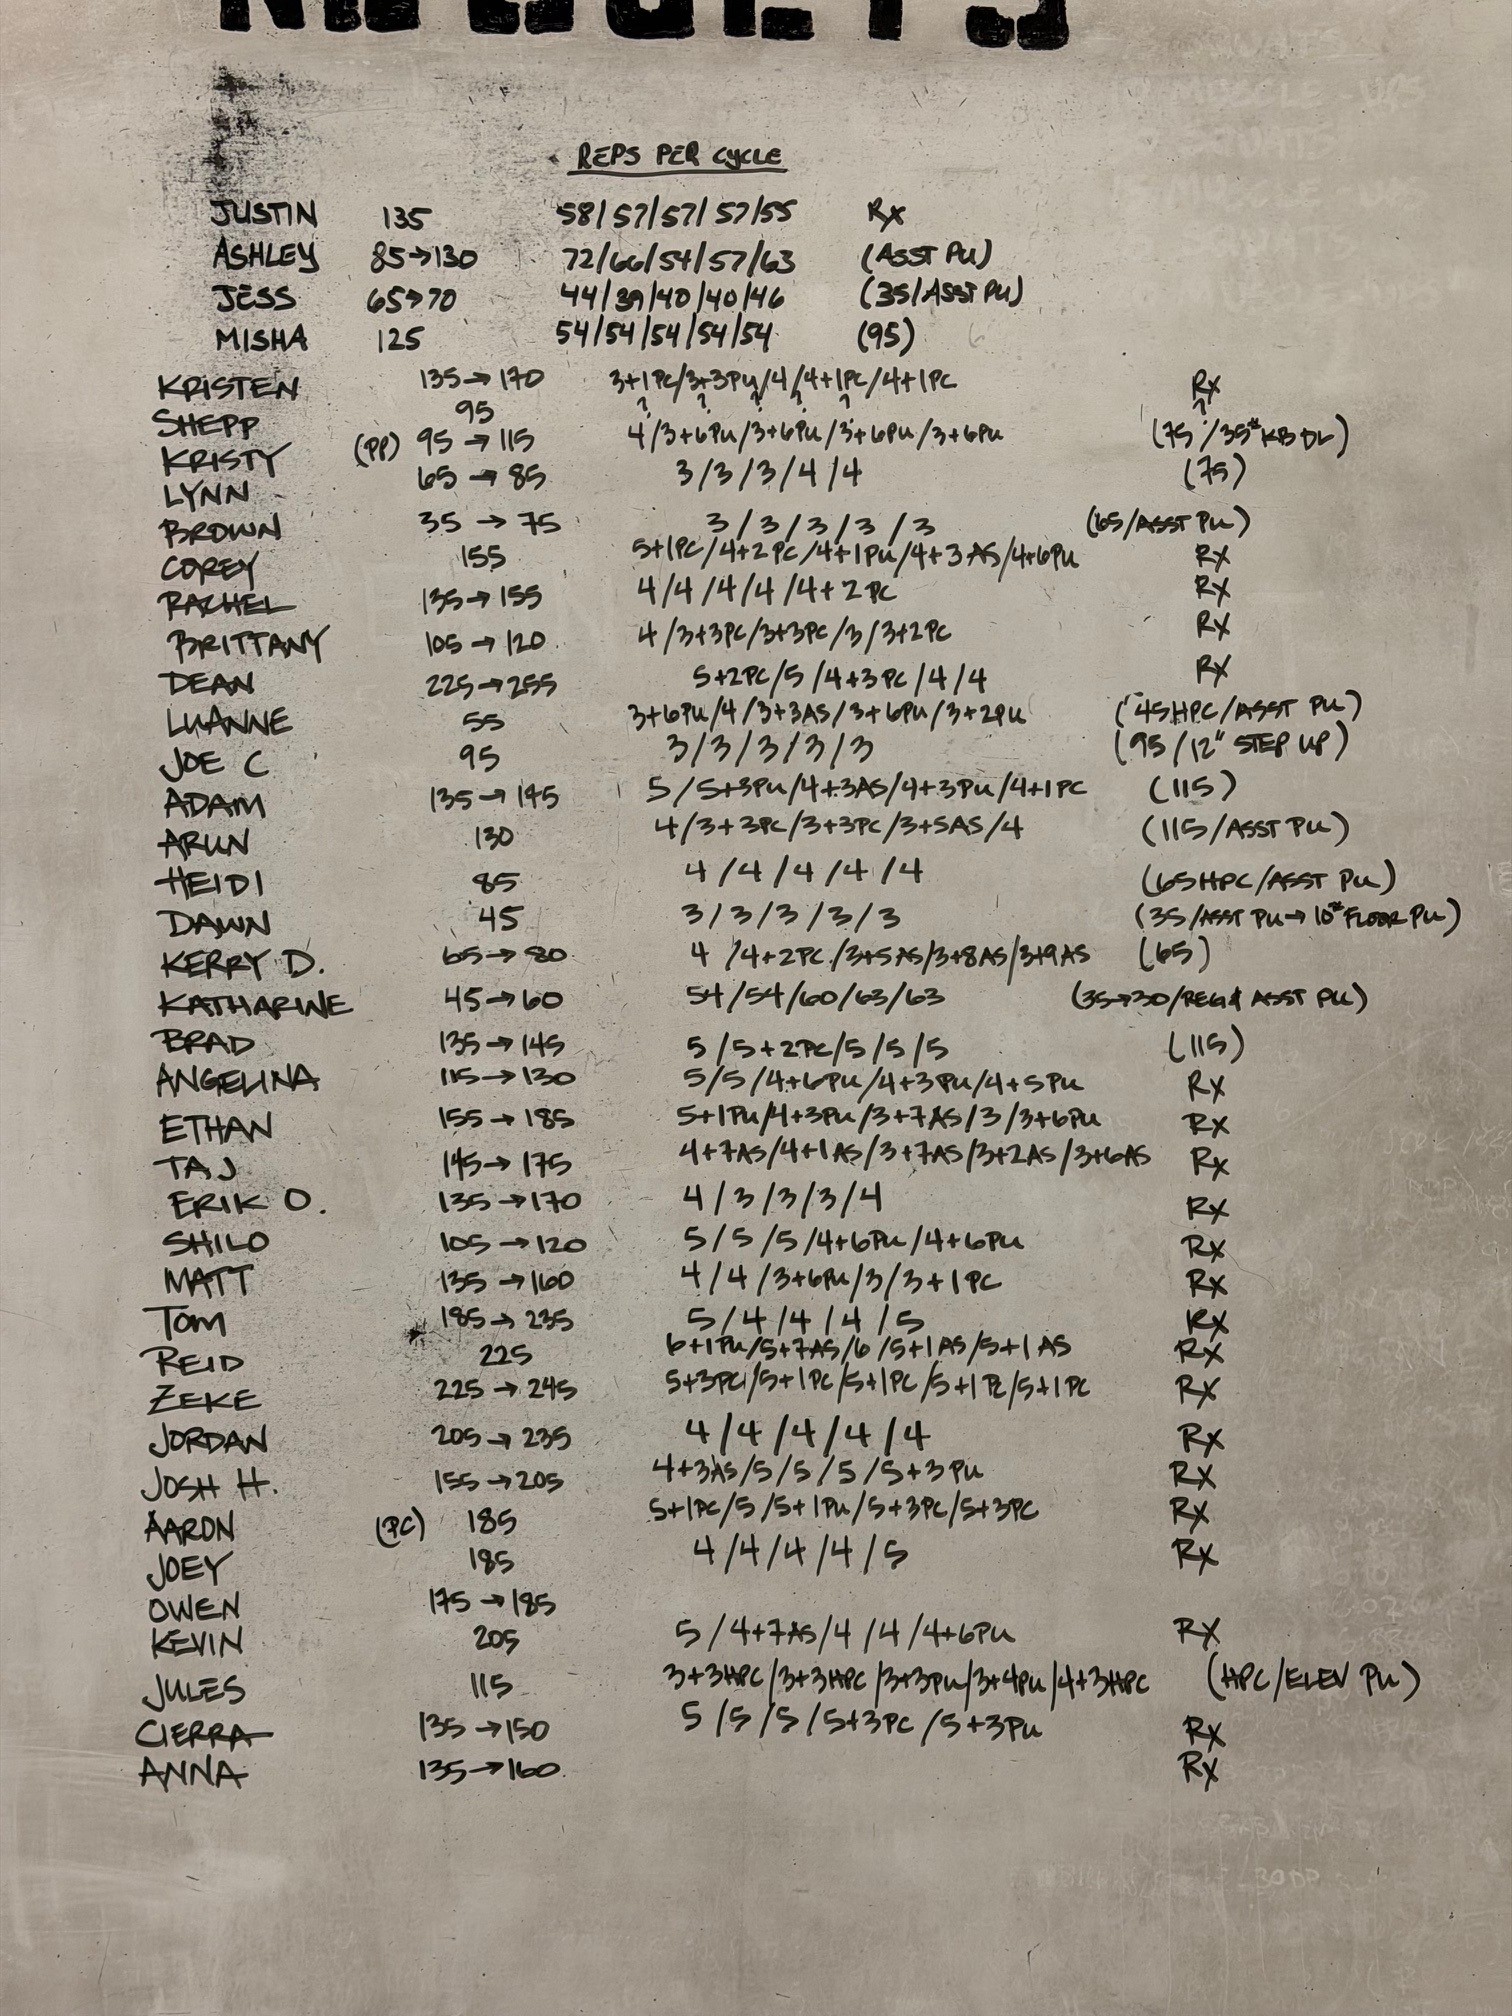 REPS PER CYCLE
JUSTIN 135 58/57/57/57/55 RX
ASHLEY 85→130 72/66/54/57/63 (ASST PU)
JESS 65→70 44/39/40/40/46 (35/ASST PU)
MISHA 125 54/54/54/54/54 (95)
KRISTEN 135→170 3+1PC/3+3PU/4/4+1PC/4+1PC RX
SHEPP 95 ? ? ? ? ? ?
KRISTY (PP) 95→115 4/3+6PU/3+6PU/3+6PU/3+6PU (75/35# KB DL)
LYNN 65→85 3/3/3/4/4 (75)
BROWN 35→75 3/3/3/3/3 (65/ASST PU)
COREY 155 5+1PC/4+2PC/4+1PU/4+3AS/4+6PU RX
RACHEL 135→155 4/4/4/4/4+2PC RX
BRITTANY 105→120 4/3+3PC/3+3PC/3/3+2PC RX
DEAN 225→255 5+2PC/5/4+3PC/4/4 RX
LUANNE 55 3+6PU/4/3+3AS/3+6PU/3+2PU (45HPC/ASST PU)
JOE C 95 3/3/3/3/3 (95/12" STEP UP)
ADAM 135→145 5/5+3PU/4+3AS/4+3PU/4+1PC (115)
ARUN 130 4/3+3PC/3+3PC/3+5AS/4 (115/ASST PU)
HEIDI 85 4/4/4/4/4 (65HPC/ASST PU)
DAWN 45 3/3/3/3/3 (35/ASST PU→10# FLOOR PU)
KERRY D. 65→80 4/4+2PC/3+5AS/3+8AS/3+9AS (65)
KATHARINE 45→60 54/54/60/63/63 (35→30/REG & ASST PU)
BRAD 135→145 5/5+2PC/5/5/5 (115)
ANGELINA 115→130 5/5/4+6PU/4+3PU/4+5PU RX
ETHAN 155→185 5+1PU/4+3PU/3+7AS/3/3+6PU RX
TAJ 145→175 4+7AS/4+1AS/3+7AS/3+2AS/3+6AS RX
ERIK O. 135→170 4/3/3/3/4 RX
SHILO 105→120 5/5/5/4+6PU/4+6PU RX
MATT 135→160 4/4/3+6PU/3/3+1PC RX
TOM 185→235 5/4/4/4/5 RX
REID 225 6+1PU/5+7AS/6/5+1AS/5+1AS RX
ZEKE 225→245 5+3PC/5+1PC/5+1PC/5+1PC/5+1PC RX
JORDAN 205→235 4/4/4/4/4 RX
JOSH H. 155→205 4+3AS/5/5/5/5+3PU RX
AARON (PC) 185 5+1PC/5/5+1PU/5+3PC/5+3PC RX
JOEY 185 4/4/4/4/5 RX
OWEN 175→185
KEVIN 205 5/4+7AS/4/4/4+6PU RX
JULES 115 3+3HPC/3+3HPC/3+3PU/3+4PU/4+3HPC (HPC/ELEV PU)
CIERRA 135→150 5/5/5/5+3PC/5+3PU RX
ANNA 135→160 RX